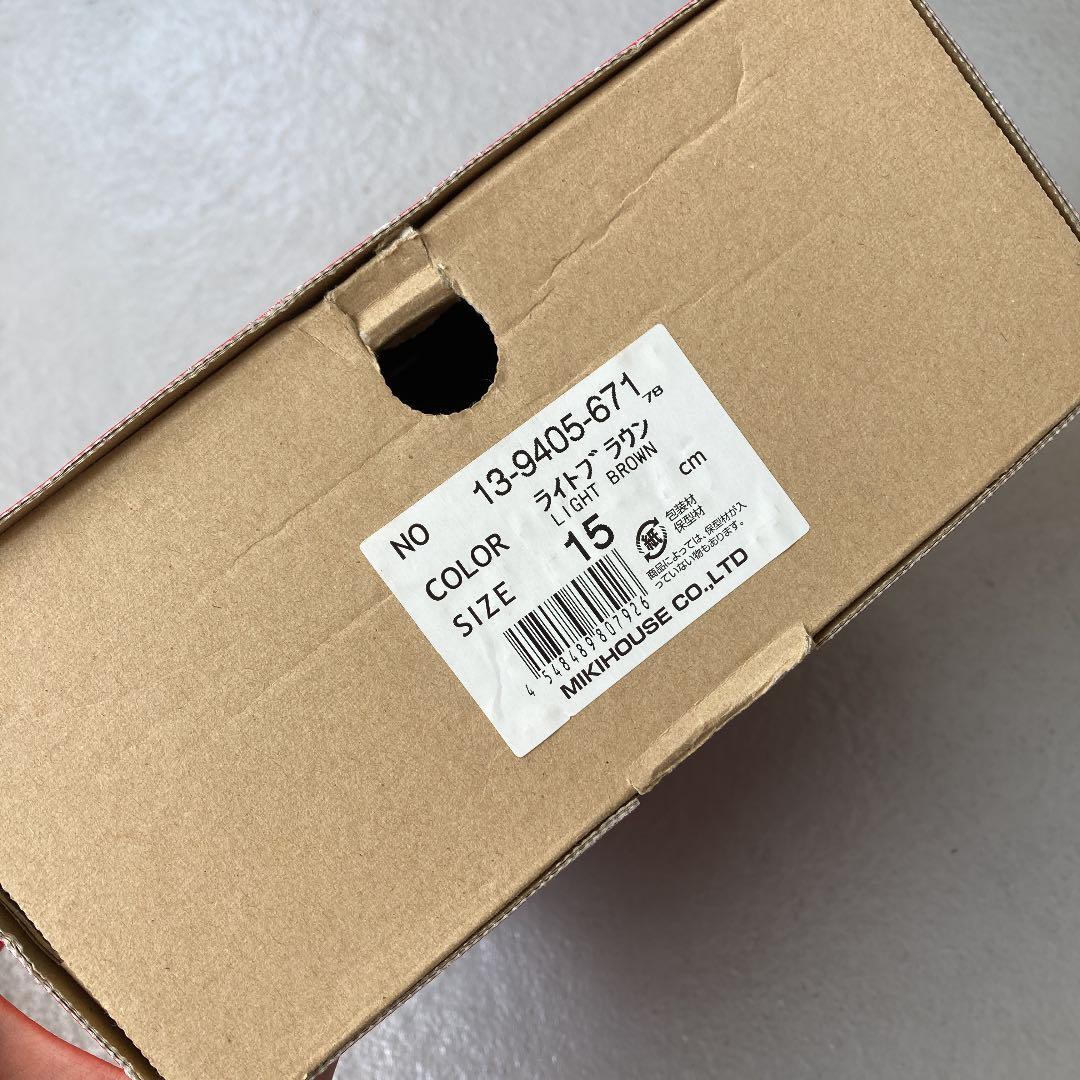 NO 13-9405-671 78
COLOR ライトブラウン
LIGHT BROWN
SIZE 15 cm
紙 包装材
保型材
商品によっては、保型材が入
っていない物もあります。
4 548489807926
MIKIHOUSE CO.,LTD